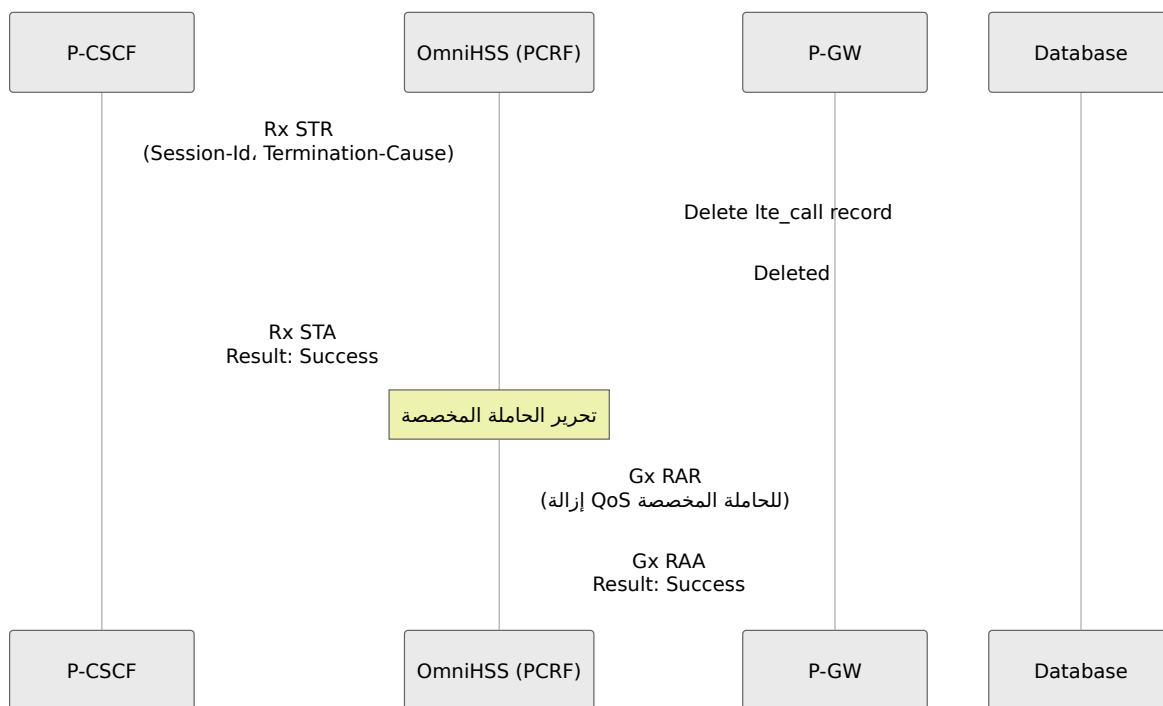 P-CSCF
OmniHSS (PCRF)
P-GW
Database
Rx STR
(Session-Id، Termination-Cause)
Delete lte_call record
Deleted
Rx STA
Result: Success
تحرير الحاملة المخصصة
Gx RAR
(إزالة QoS للحاملة المخصصة)
Gx RAA
Result: Success
P-CSCF
OmniHSS (PCRF)
P-GW
Database